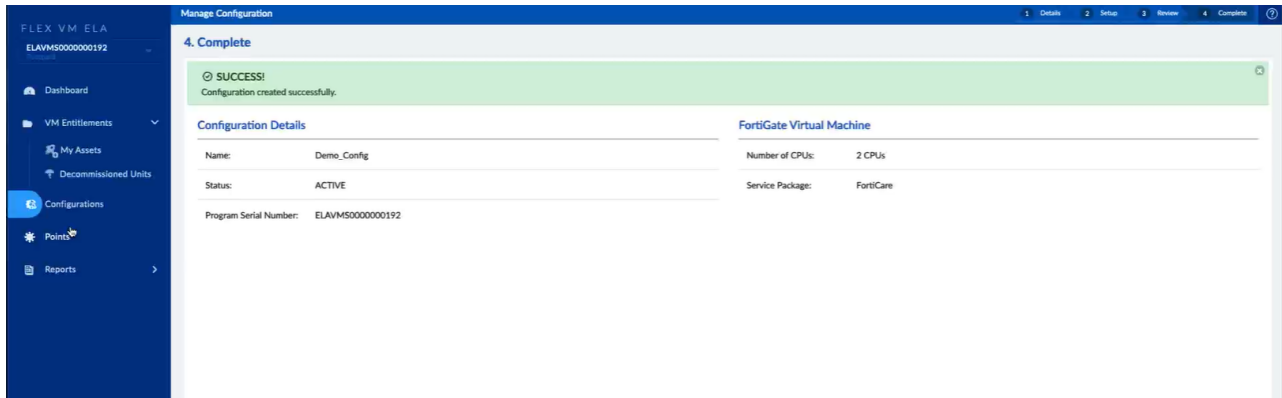 Manage Configuration
1 Details 2 Setup 3 Review 4 Complete
FLEX VM ELA
ELAVMS0000000192
4. Complete
SUCCESS!
Configuration created successfully.
Dashboard
VM Entitlements
My Assets
Decommissioned Units
Configurations
Points
Reports
Configuration Details
Name: Demo_Config
Status: ACTIVE
Program Serial Number: ELAVMS0000000192
FortiGate Virtual Machine
Number of CPUs: 2 CPUs
Service Package: FortiCare